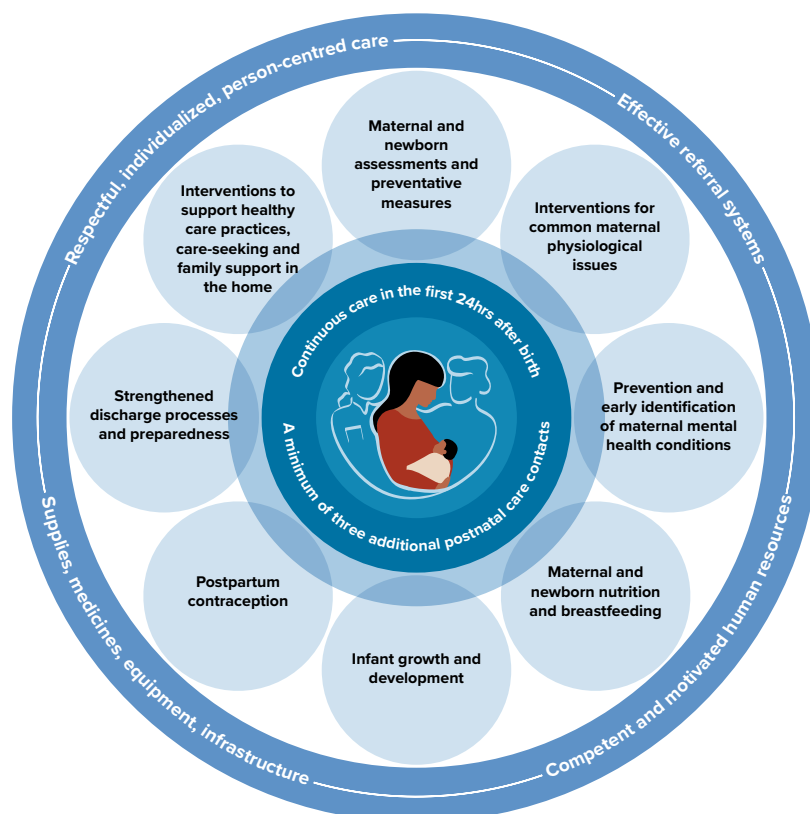 Respectful, individualized, person-centred care
Effective referral systems
Competent and motivated human resources
Supplies, medicines, equipment, infrastructure
Maternal and
newborn
assessments and
preventative
measures
Interventions for
common maternal
physiological
issues
Prevention and
early identification
of maternal mental
health conditions
Maternal and
newborn nutrition
and breastfeeding
Infant growth and
development
Postpartum
contraception
Strengthened
discharge processes
and preparedness
Interventions to
support healthy
care practices,
care-seeking and
family support in
the home
Continuous care in the first 24hrs after birth
A minimum of three additional postnatal care contacts